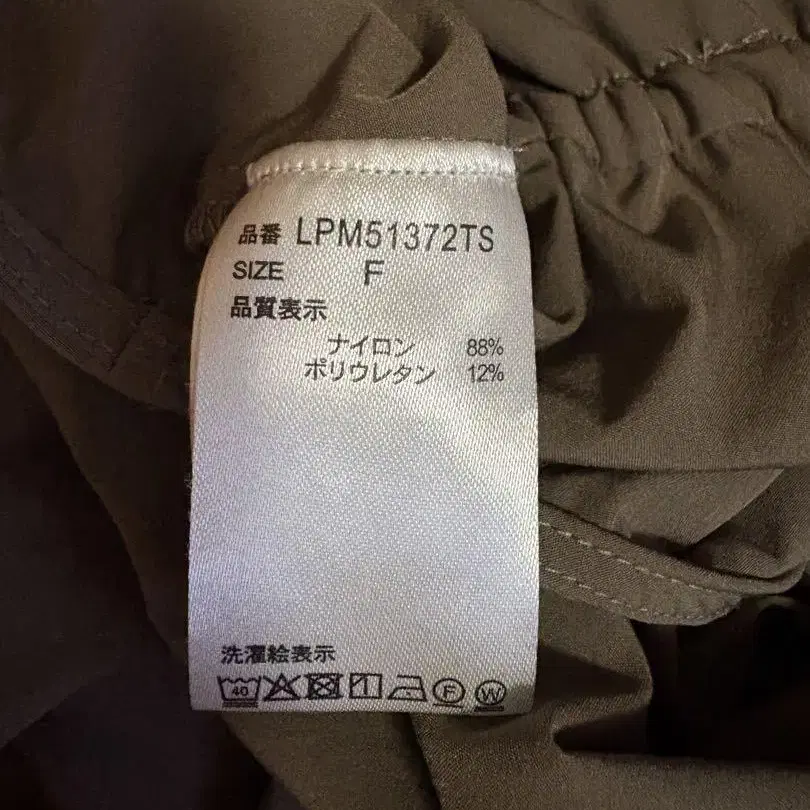 品番 LPM51372TS
SIZE F
品質表示
ナイロン 88%
ポリウレタン 12%
洗濯絵表示
40 F W